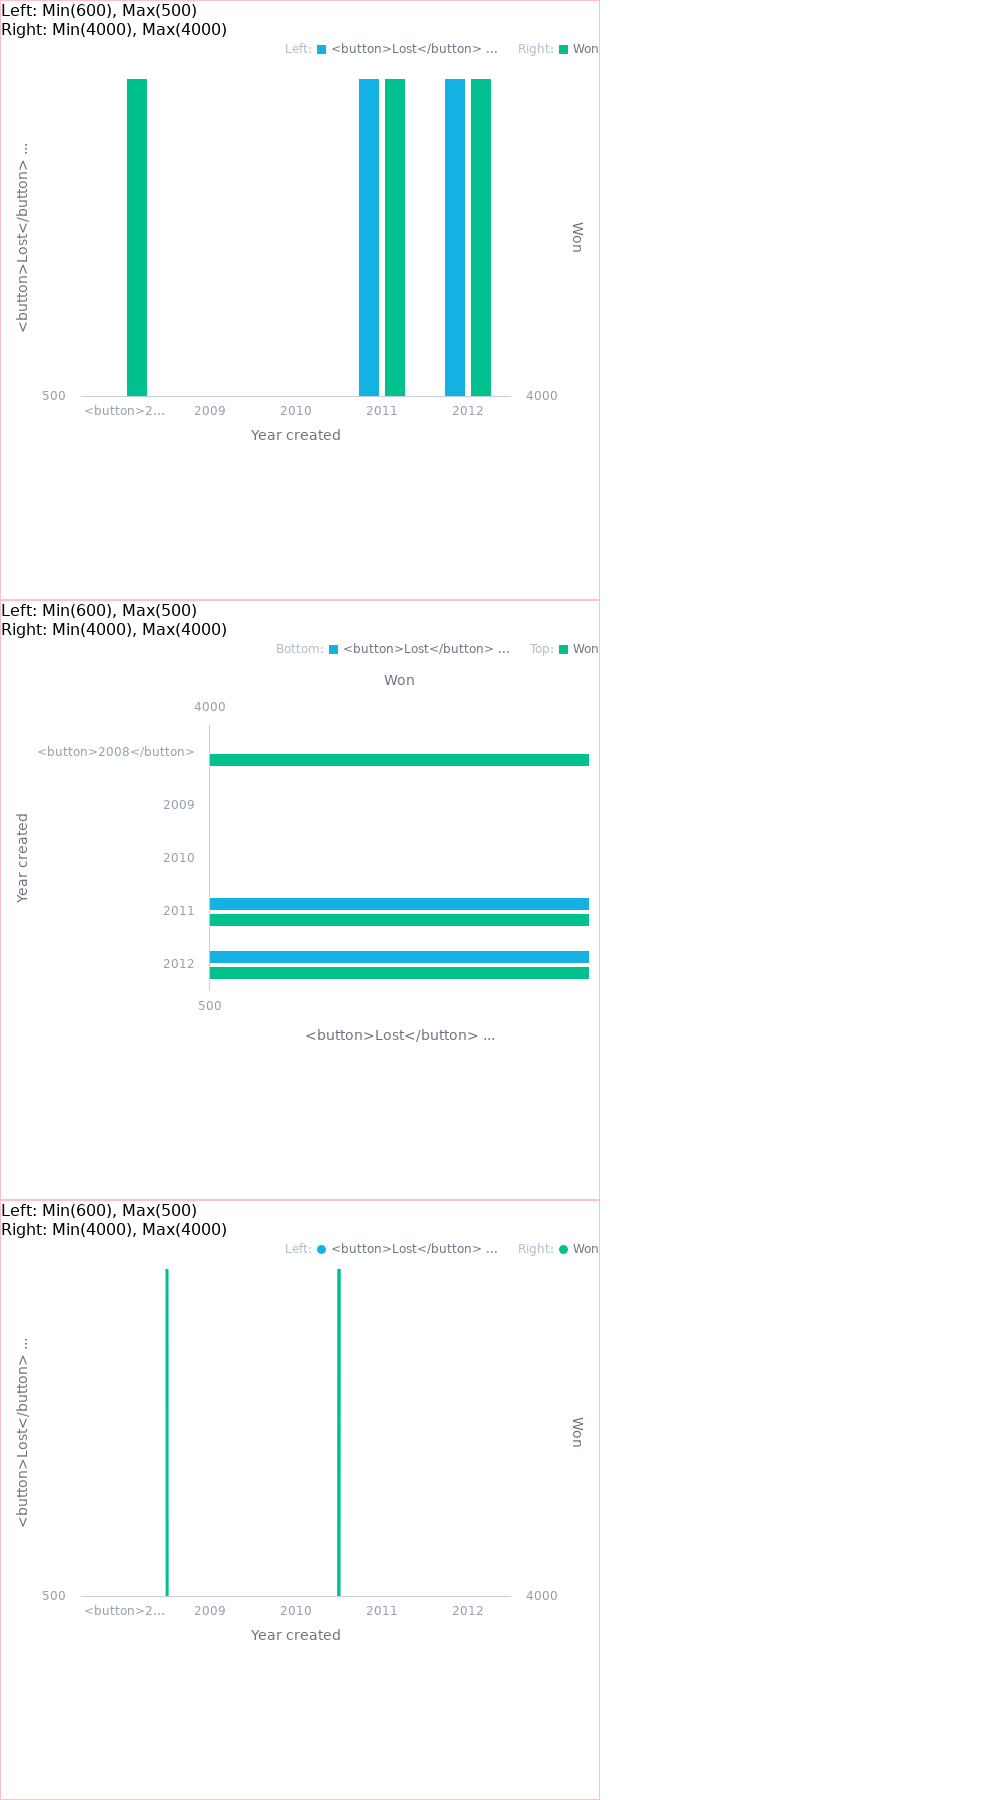 Left: Min(600), Max(500)
Right: Min(4000), Max(4000)
Left: <button>Lost</button> ... Right: Won
<button>Lost</button> ...
Won
500
4000
<button>2... 2009 2010 2011 2012
Year created
Left: Min(600), Max(500)
Right: Min(4000), Max(4000)
Bottom: <button>Lost</button> ... Top: Won
Won
4000
<button>2008</button>
2009
Year created
2010
2011
2012
500
<button>Lost</button> ...
Left: Min(600), Max(500)
Right: Min(4000), Max(4000)
Left: <button>Lost</button> ... Right: Won
<button>Lost</button> ...
Won
500
4000
<button>2... 2009 2010 2011 2012
Year created